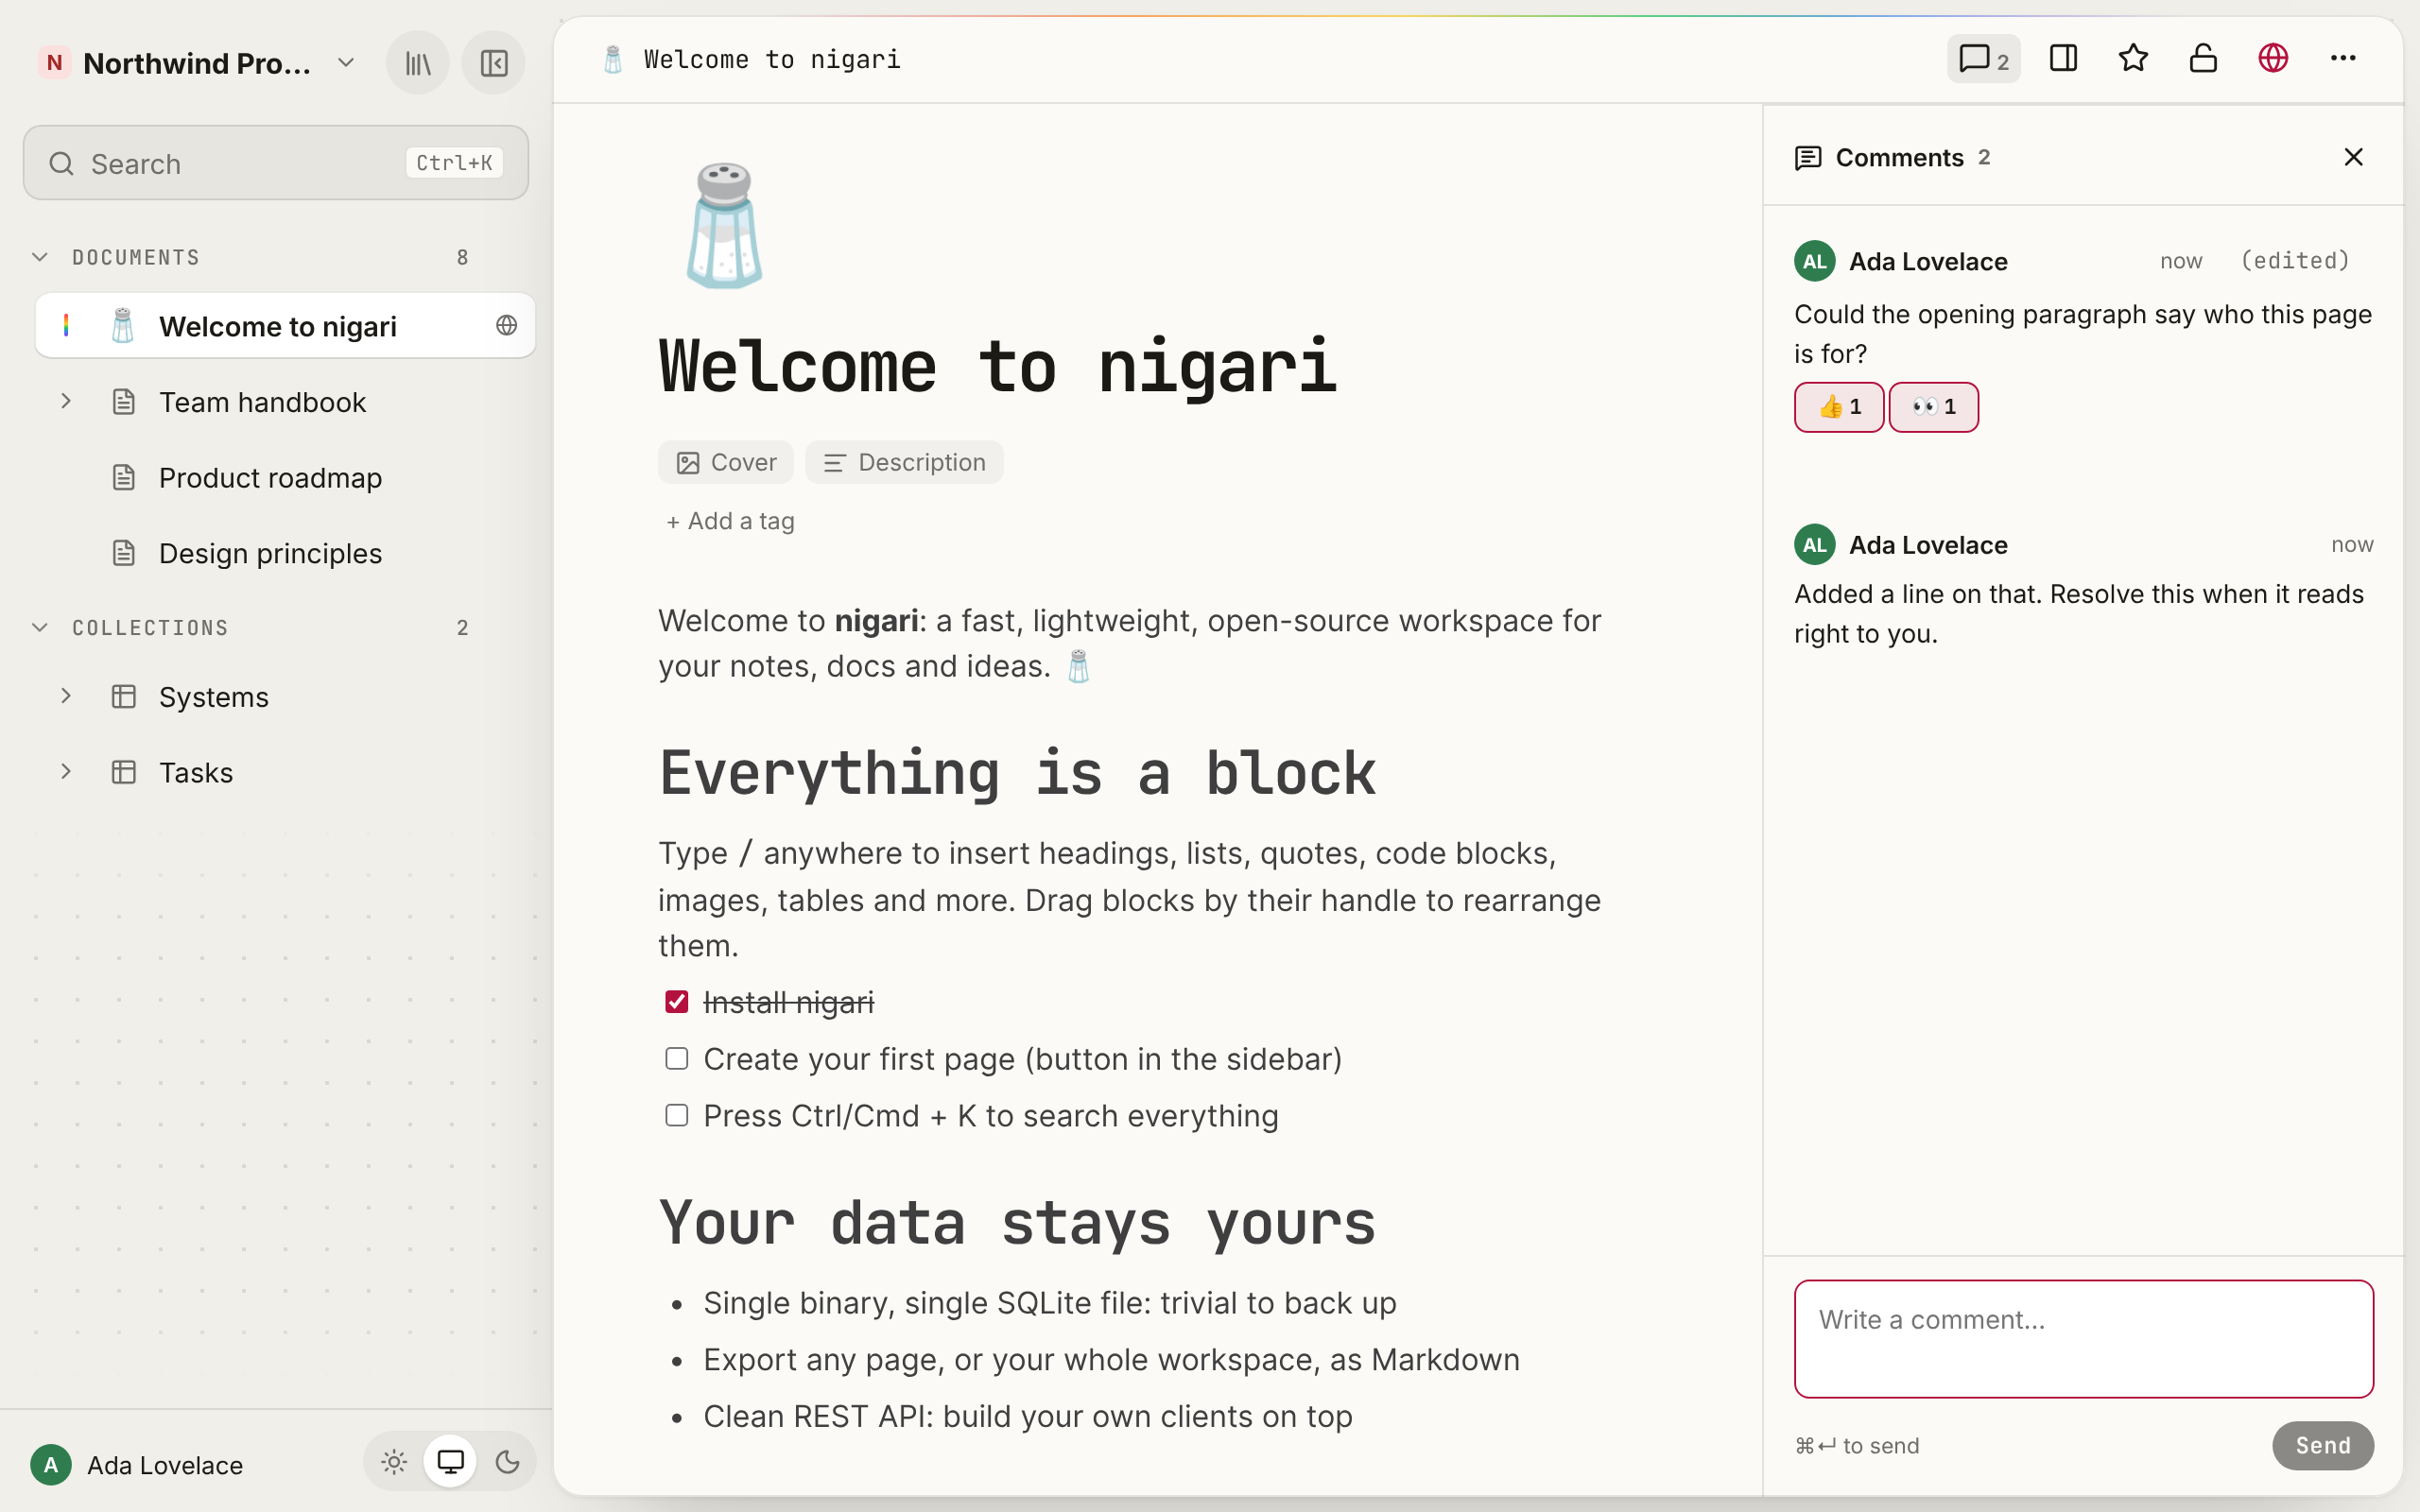 N Northwind Pro...
Search Ctrl+K
DOCUMENTS 8
Welcome to nigari
Team handbook
Product roadmap
Design principles
COLLECTIONS 2
Systems
Tasks
A Ada Lovelace
Welcome to nigari
2
Welcome to nigari
Cover Description
+ Add a tag
Welcome to nigari: a fast, lightweight, open-source workspace for
your notes, docs and ideas.
Everything is a block
Type / anywhere to insert headings, lists, quotes, code blocks,
images, tables and more. Drag blocks by their handle to rearrange
them.
Install nigari
Create your first page (button in the sidebar)
Press Ctrl/Cmd + K to search everything
Your data stays yours
• Single binary, single SQLite file: trivial to back up
• Export any page, or your whole workspace, as Markdown
• Clean REST API: build your own clients on top
Comments 2
AL Ada Lovelace now (edited)
Could the opening paragraph say who this page
is for?
👍 1 👀 1
AL Ada Lovelace now
Added a line on that. Resolve this when it reads
right to you.
Write a comment...
⌘↵ to send Send